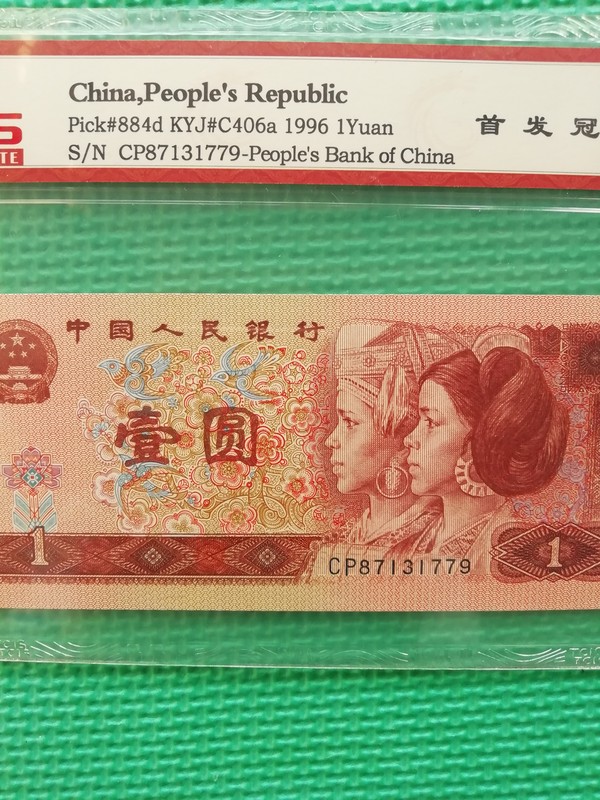 China,People's Republic
Pick#884d KYJ#C406a 1996 1Yuan
S/N CP87131779-People's Bank of China
首发冠
TE
中国人民银行
壹圆
1
CP87131779
1